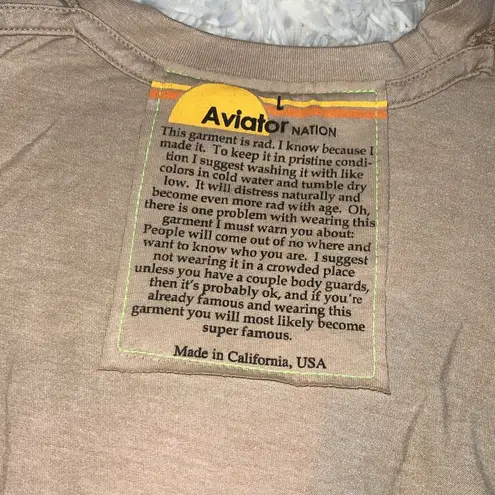 L
Aviator NATION
This garment is rad. I know because I
made it. To keep it in pristine condi-
tion I suggest washing it with like
colors in cold water and tumble dry
low. It will distress naturally and
become even more rad with age. Oh,
there is one problem with wearing this
garment I must warn you about:
People will come out of no where and
want to know who you are. I suggest
not wearing it in a crowded place
unless you have a couple body guards,
then it's probably ok, and if you're
already famous and wearing this
garment you will most likely become
super famous.
Made in California, USA